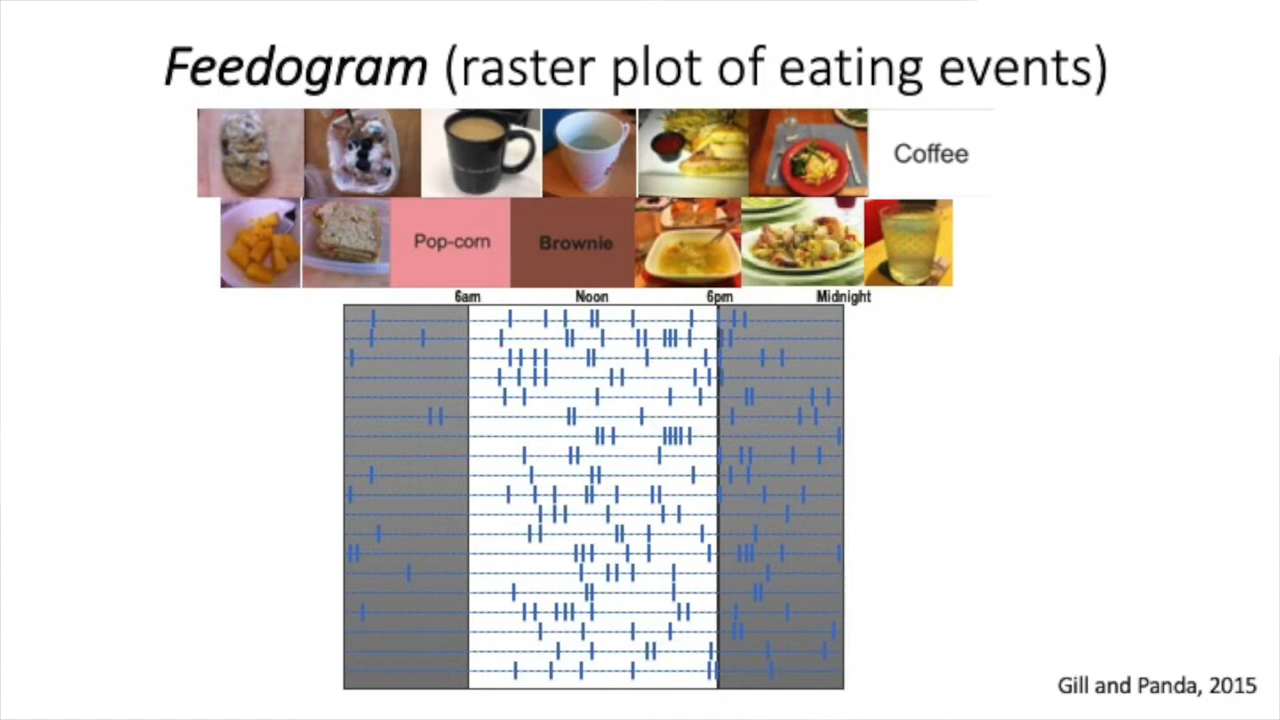 Feedogram (raster plot of eating events)
Coffee
Pop-corn Brownie
6am Noon 6pm Midnight
Gill and Panda, 2015